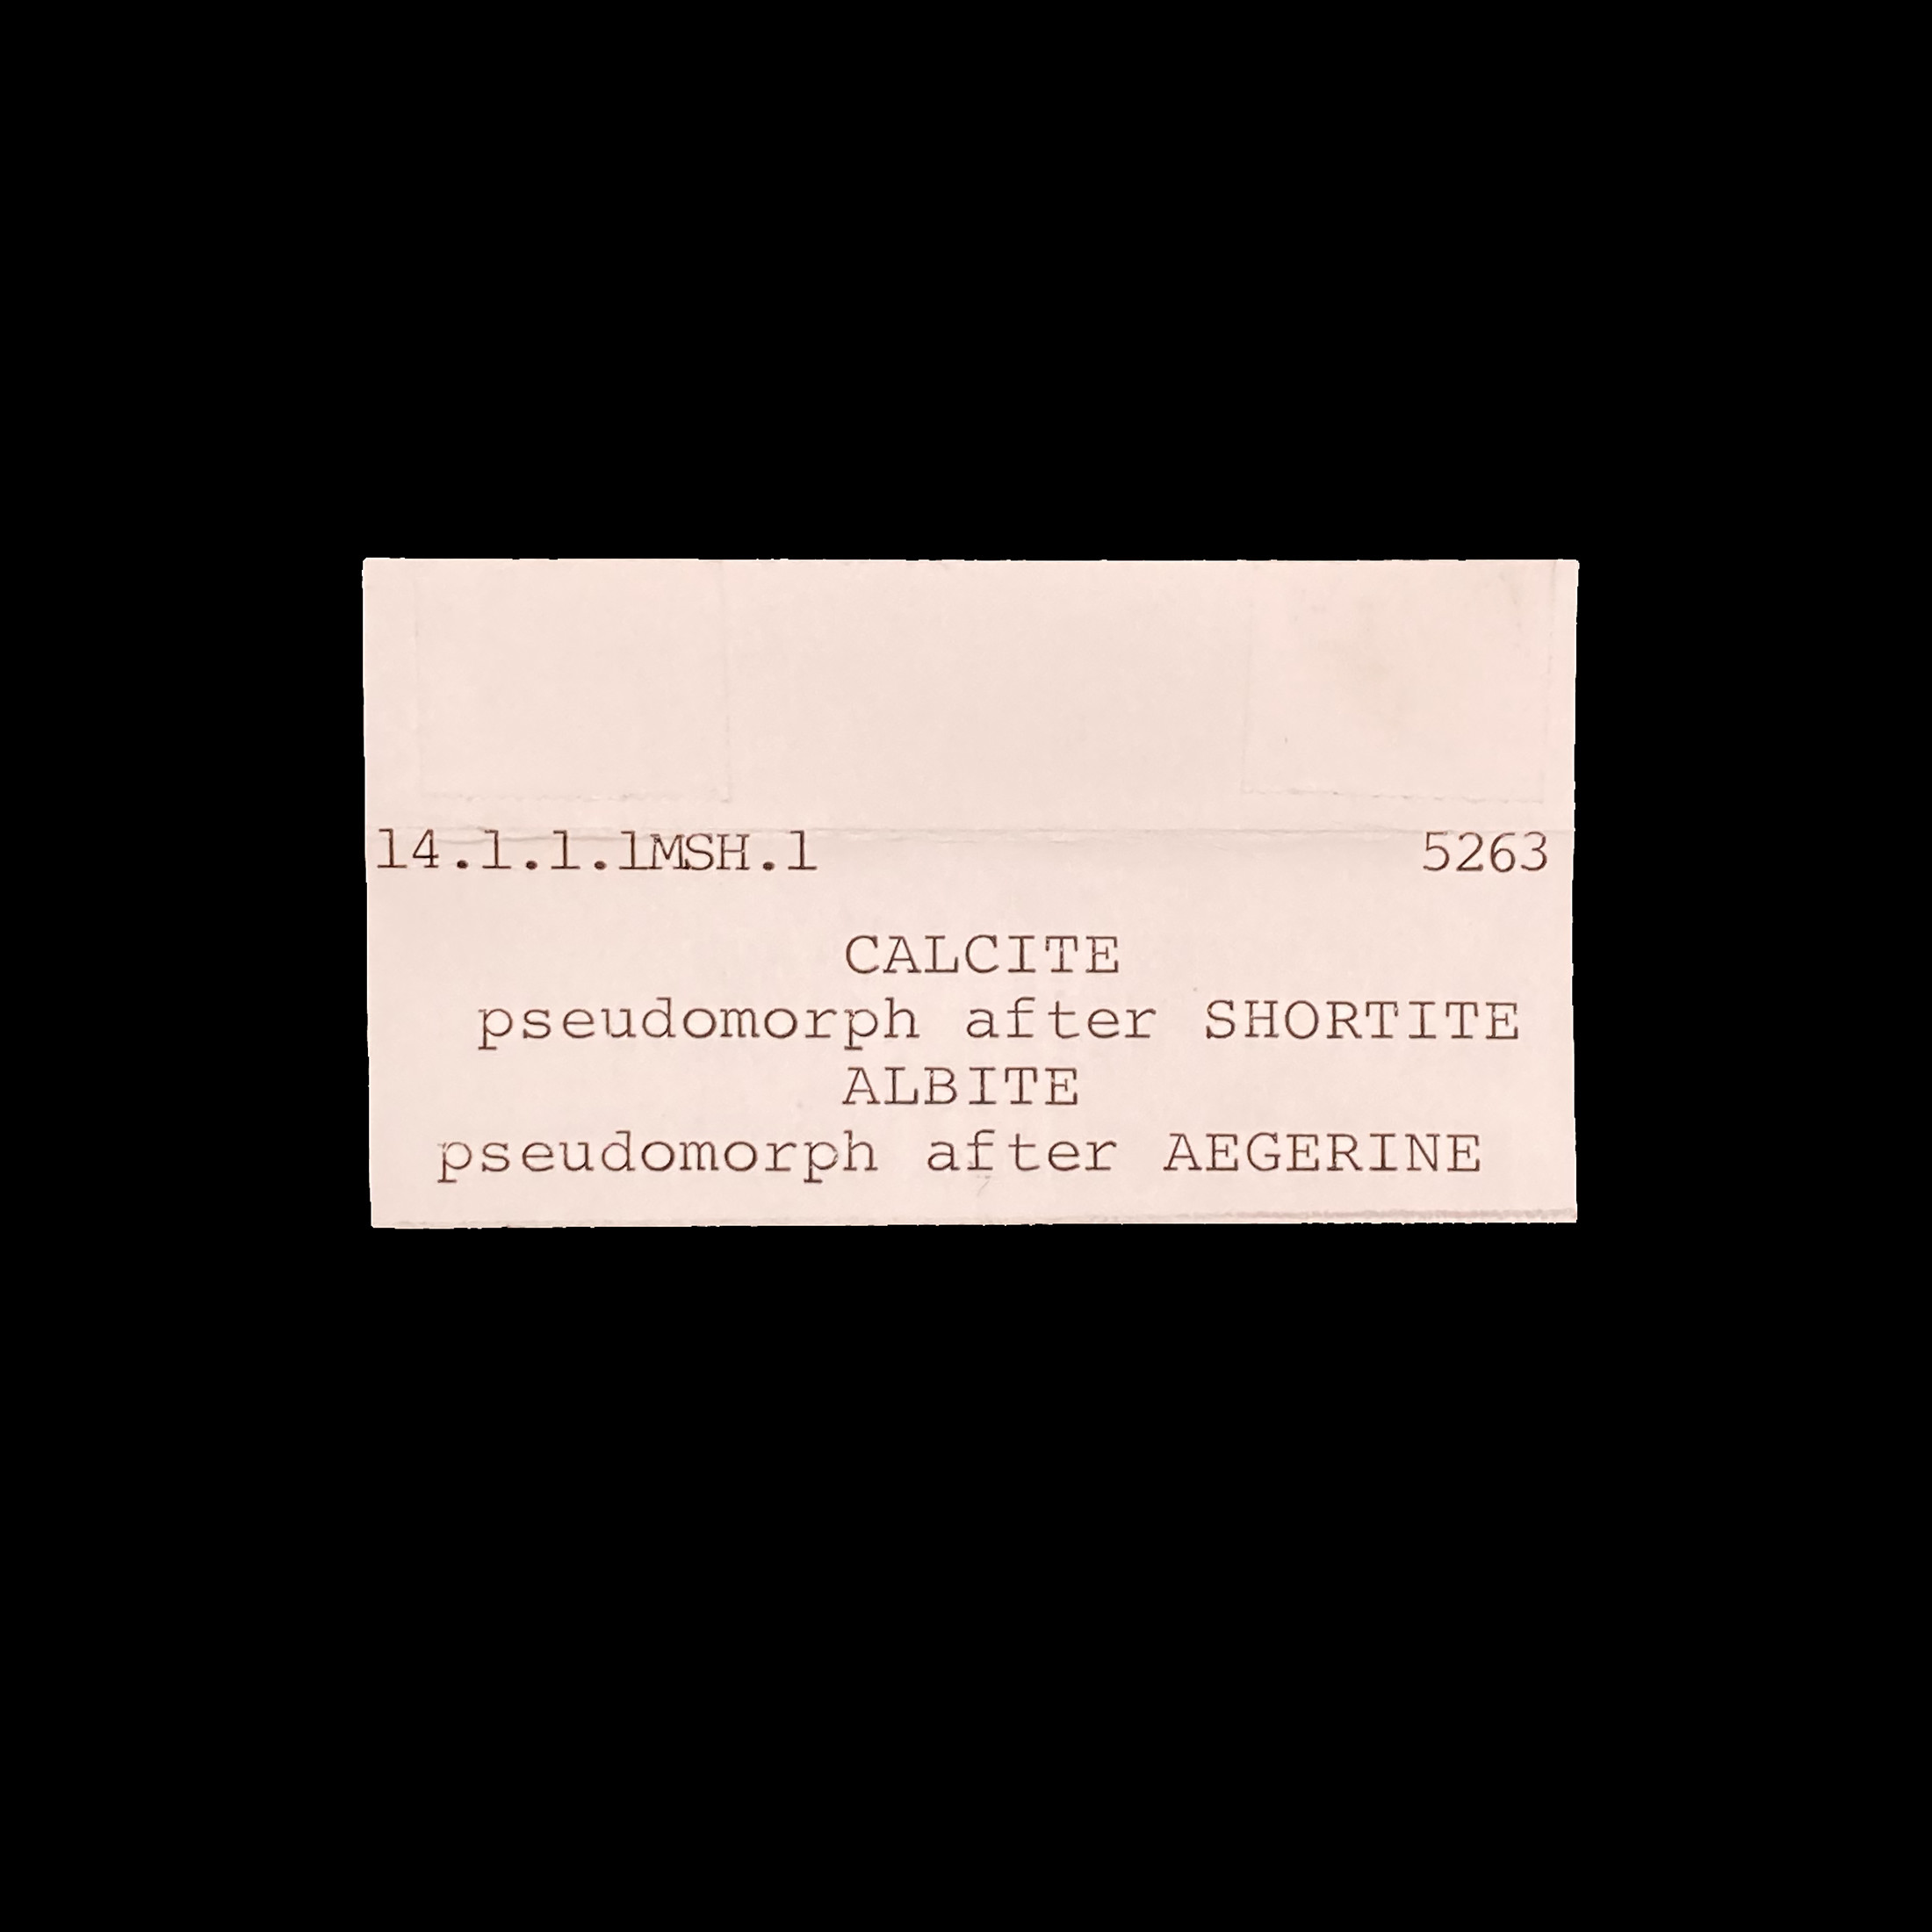 14.1.1.1MSH.1 5263
CALCITE
pseudomorph after SHORTITE
ALBITE
pseudomorph after AEGERINE